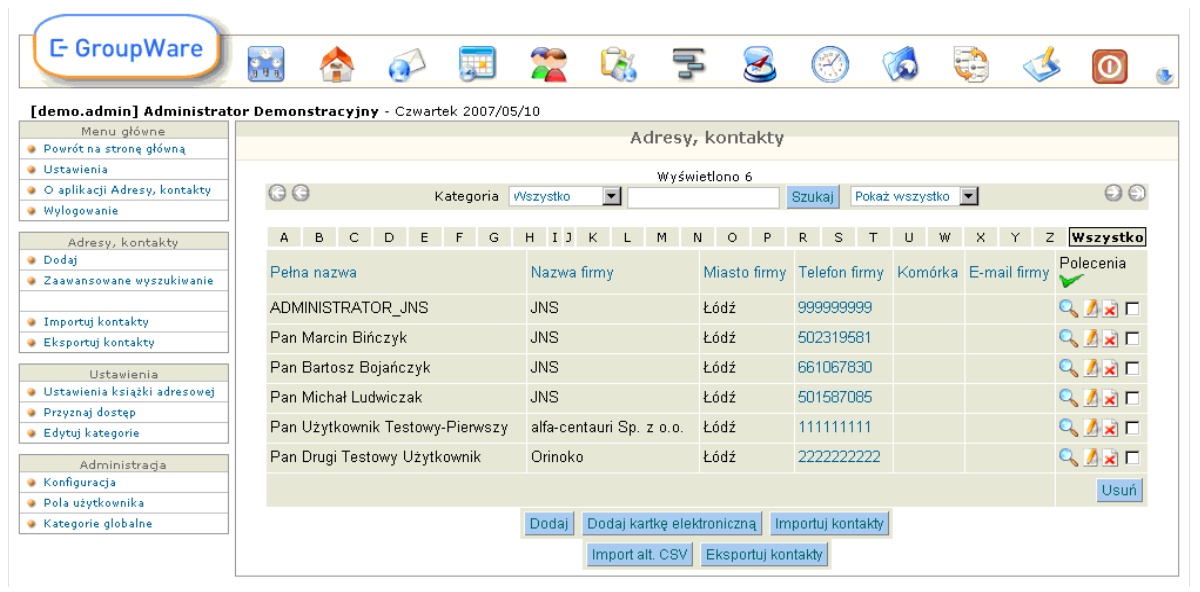 E- GroupWare
[demo.admin] Administrator Demonstracyjny - Czwartek 2007/05/10
Menu główne
Powrót na stronę główną
Ustawienia
O aplikacji Adresy, kontakty
Wylogowanie
Adresy, kontakty
Dodaj
Zaawansowane wyszukiwanie
Importuj kontakty
Eksportuj kontakty
Ustawienia
Ustawienia książki adresowej
Przyznaj dostęp
Edytuj kategorie
Administracja
Konfiguracja
Pola użytkownika
Kategorie globalne
Adresy, kontakty
Wyświetlono 6
Kategoria Wszystko Szukaj Pokaż wszystko
A B C D E F G H I J K L M N O P R S T U W X Y Z Wszystko
Pełna nazwa Nazwa firmy Miasto firmy Telefon firmy Komórka E-mail firmy Polecenia
ADMINISTRATOR_JNS JNS Łódź 999999999
Pan Marcin Bińczyk JNS Łódź 502319581
Pan Bartosz Bojańczyk JNS Łódź 661067830
Pan Michał Ludwiczak JNS Łódź 501587085
Pan Użytkownik Testowy-Pierwszy alfa-centauri Sp. z o.o. Łódź 111111111
Pan Drugi Testowy Użytkownik Orinoko Łódź 2222222222
Usuń
Dodaj Dodaj kartkę elektroniczną Importuj kontakty
Import alt. CSV Eksportuj kontakty